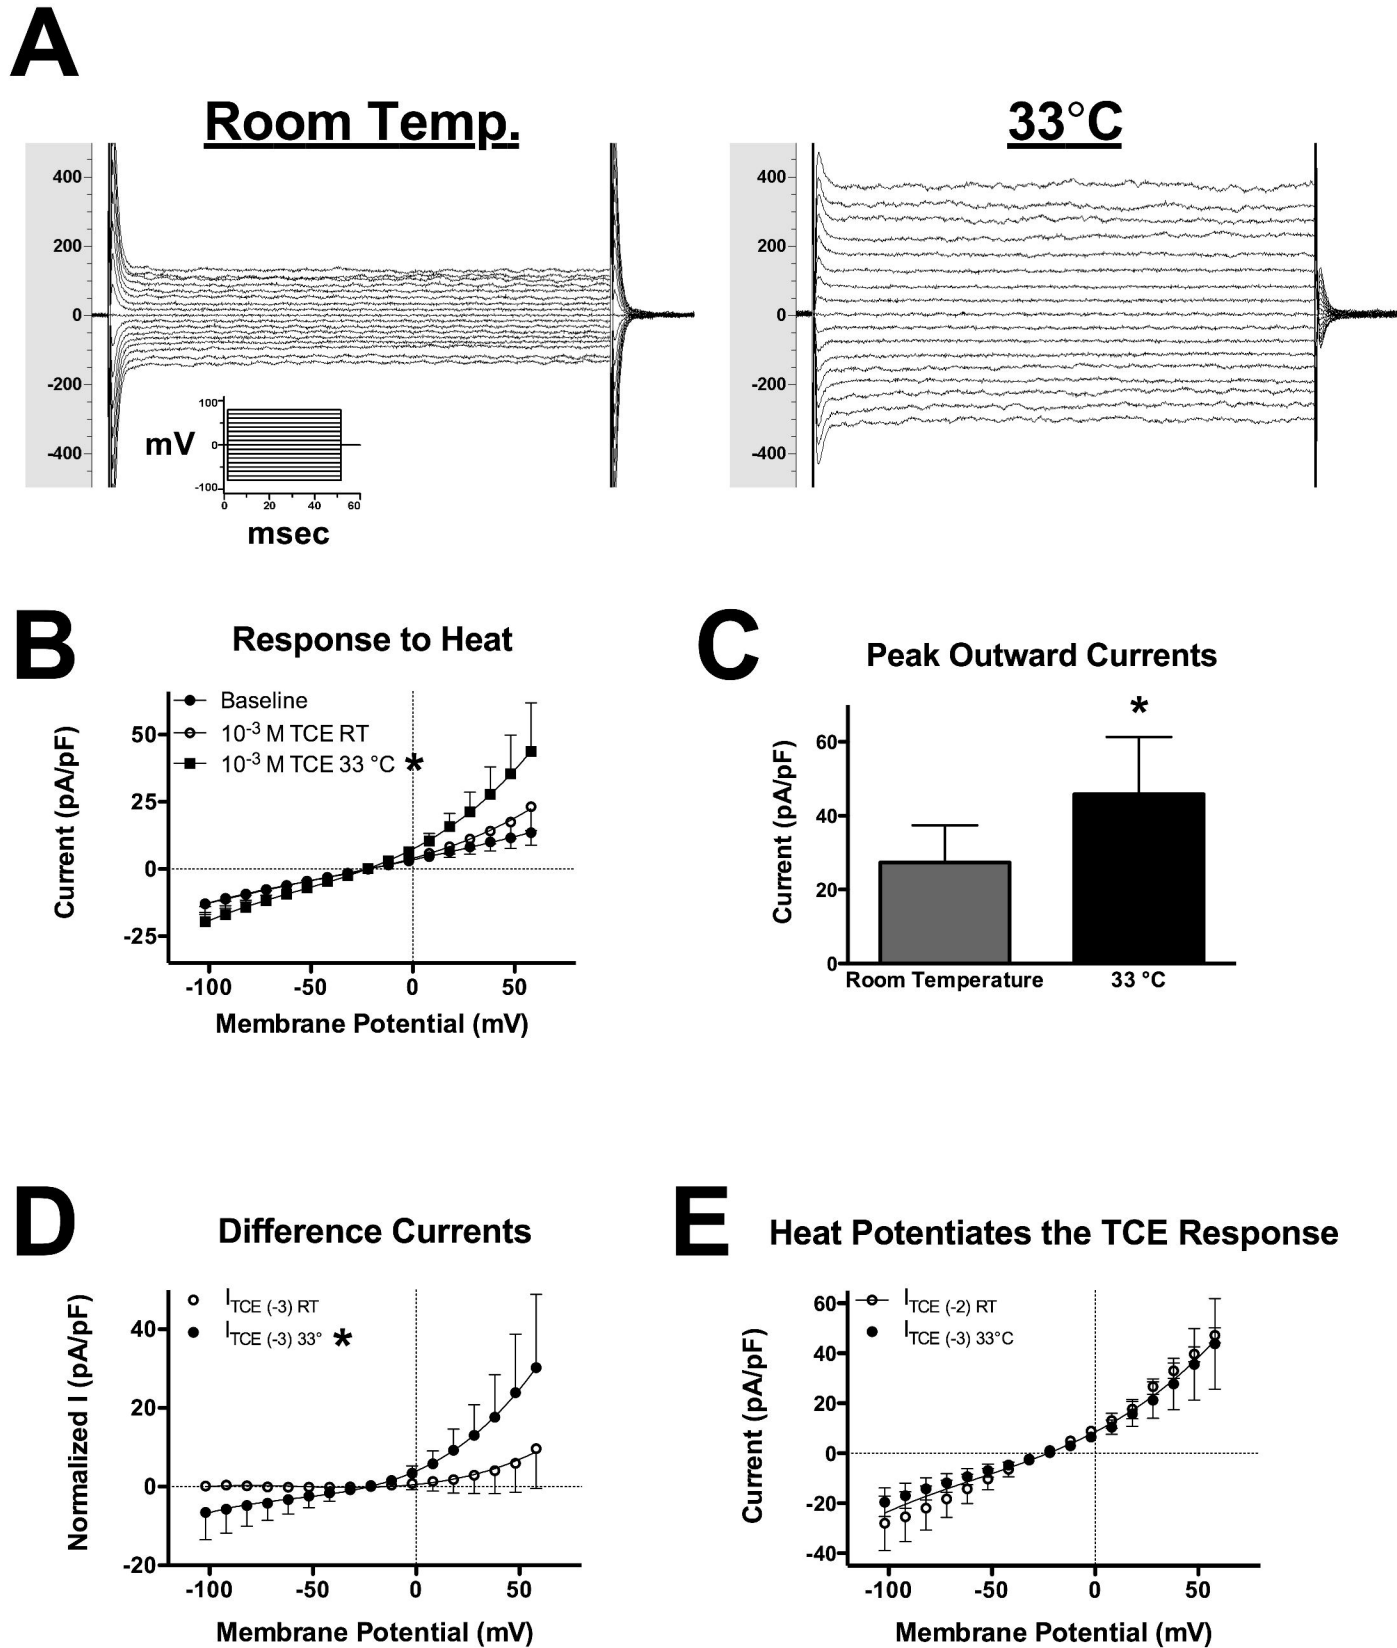 A
Room Temp.
33°C
400
200
0
-200
-400
400
200
0
-200
-400
mV
100
0
-100
0 20 40 60
msec
B
Response to Heat
Baseline
10⁻³ M TCE RT
10⁻³ M TCE 33 °C *
Current (pA/pF)
50
25
0
-25
-100 -50 0 50
Membrane Potential (mV)
C
Peak Outward Currents
*
Current (pA/pF)
60
40
20
0
Room Temperature 33 °C
D
Difference Currents
I TCE (-3) RT
I TCE (-3) 33° *
Normalized I (pA/pF)
40
20
0
-20
-100 -50 0 50
Membrane Potential (mV)
E
Heat Potentiates the TCE Response
I TCE (-2) RT
I TCE (-3) 33°C
Current (pA/pF)
60
40
20
0
-20
-40
-100 -50 0 50
Membrane Potential (mV)